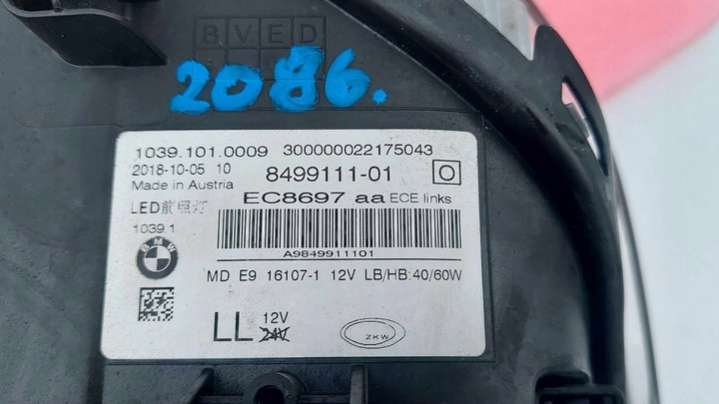 8VED
2086.
1039.101.0009 300000022175043
2018-10-05 10 8499111-01 O
Made in Austria EC8697 aa ECE links
LED前照灯
1039 1
BMW
A9849911101
MD E9 16107-1 12V LB/HB:40/60W
LL 12V
24V
ZKW